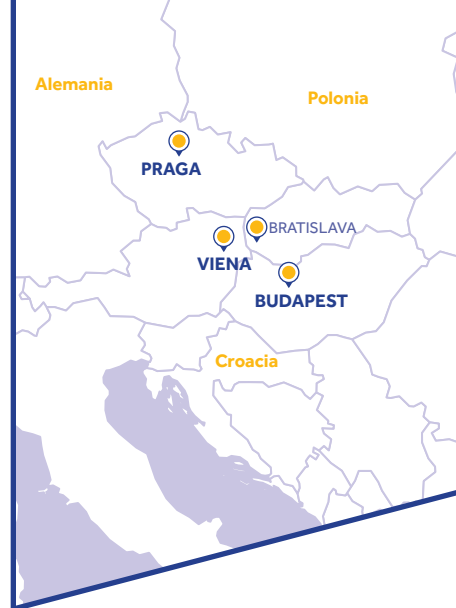 Alemania
Polonia
PRAGA
BRATISLAVA
VIENA
BUDAPEST
Croacia